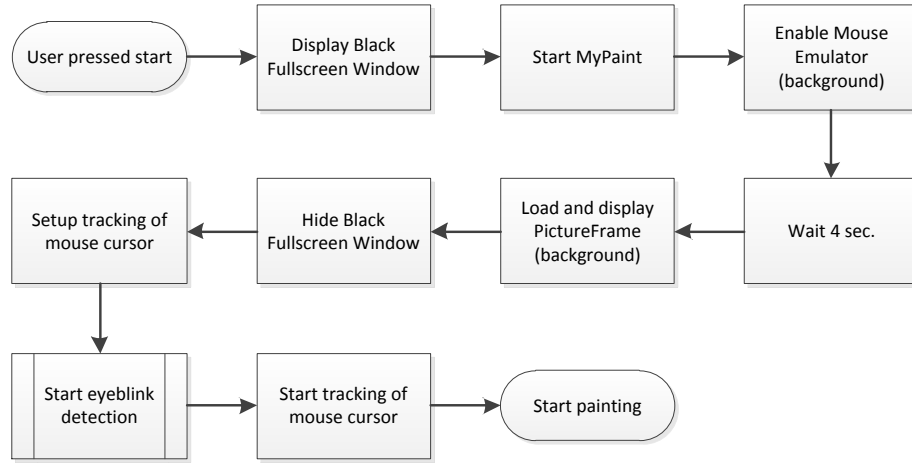 User pressed start
Display Black
Fullscreen Window
Start MyPaint
Enable Mouse
Emulator
(background)
Wait 4 sec.
Load and display
PictureFrame
(background)
Hide Black
Fullscreen Window
Setup tracking of
mouse cursor
Start eyeblink
detection
Start tracking of
mouse cursor
Start painting